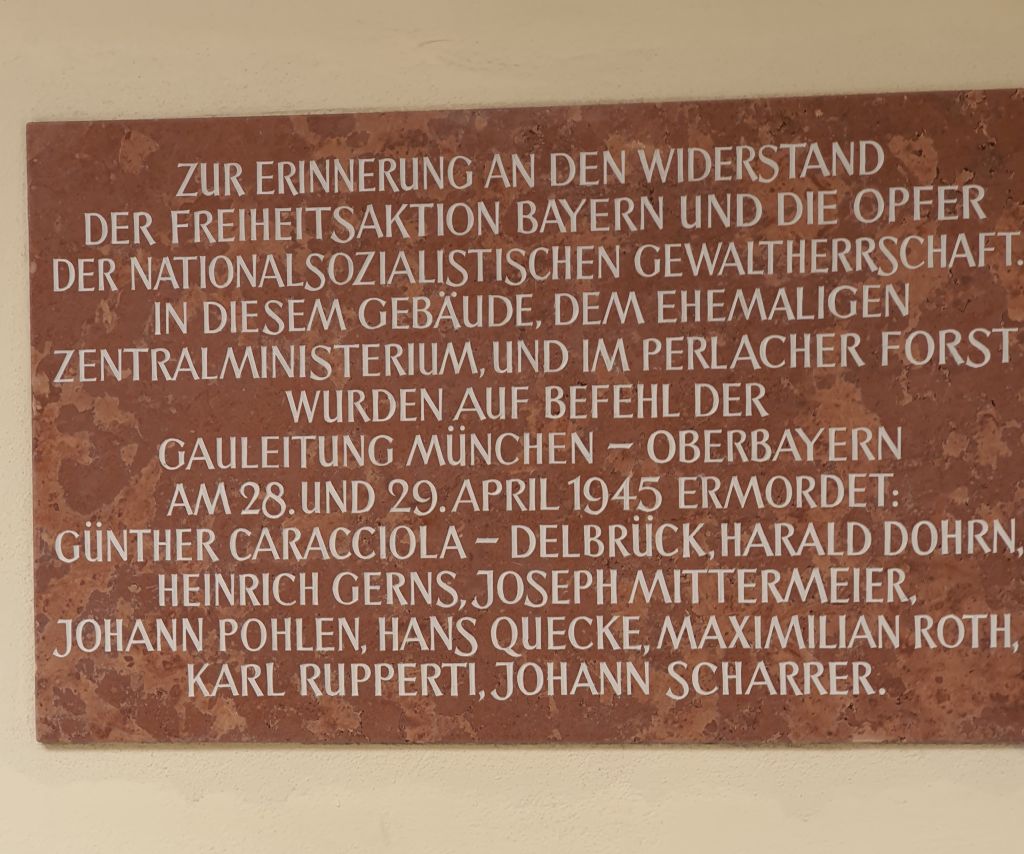 ZUR ERINNERUNG AN DEN WIDERSTAND
DER FREIHEITSAKTION BAYERN UND DIE OPFER
DER NATIONALSOZIALISTISCHEN GEWALTHERRSCHAFT.
IN DIESEM GEBÄUDE, DEM EHEMALIGEN
ZENTRALMINISTERIUM, UND IM PERLACHER FORST
WURDEN AUF BEFEHL DER
GAULEITUNG MÜNCHEN – OBERBAYERN
AM 28. UND 29. APRIL 1945 ERMORDET:
GÜNTHER CARACCIOLA – DELBRÜCK, HARALD DOHRN,
HEINRICH GERNS, JOSEPH MITTERMEIER,
JOHANN POHLEN, HANS QUECKE, MAXIMILIAN ROTH,
KARL RUPPERTI, JOHANN SCHARRER.